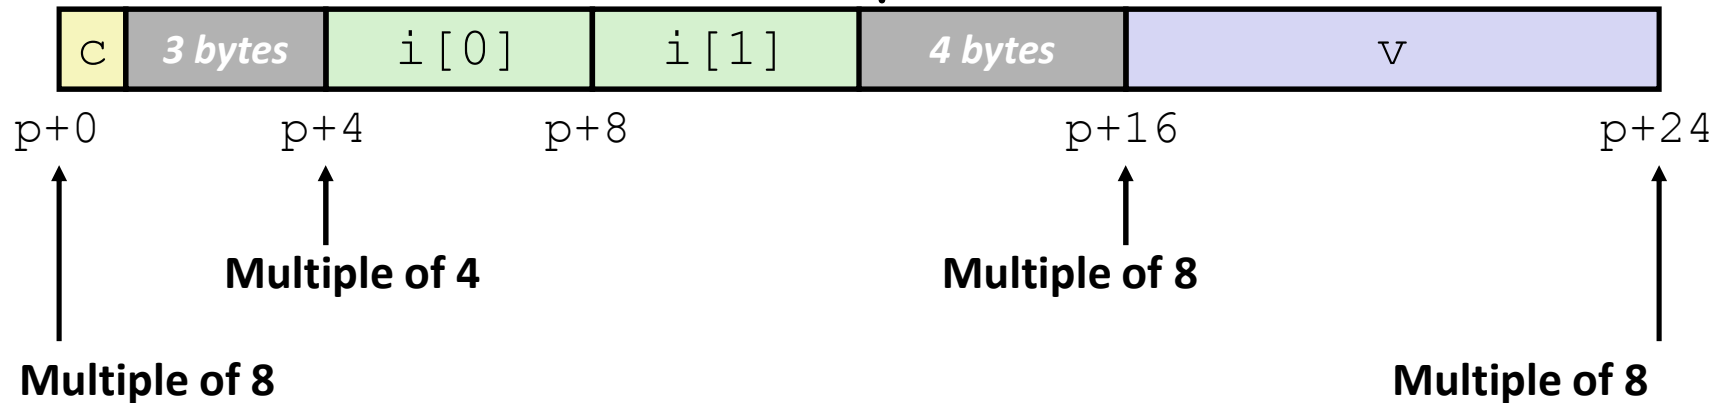 c 3 bytes i[0] i[1] 4 bytes v
p+0 p+4 p+8 p+16 p+24
Multiple of 4 Multiple of 8
Multiple of 8 Multiple of 8